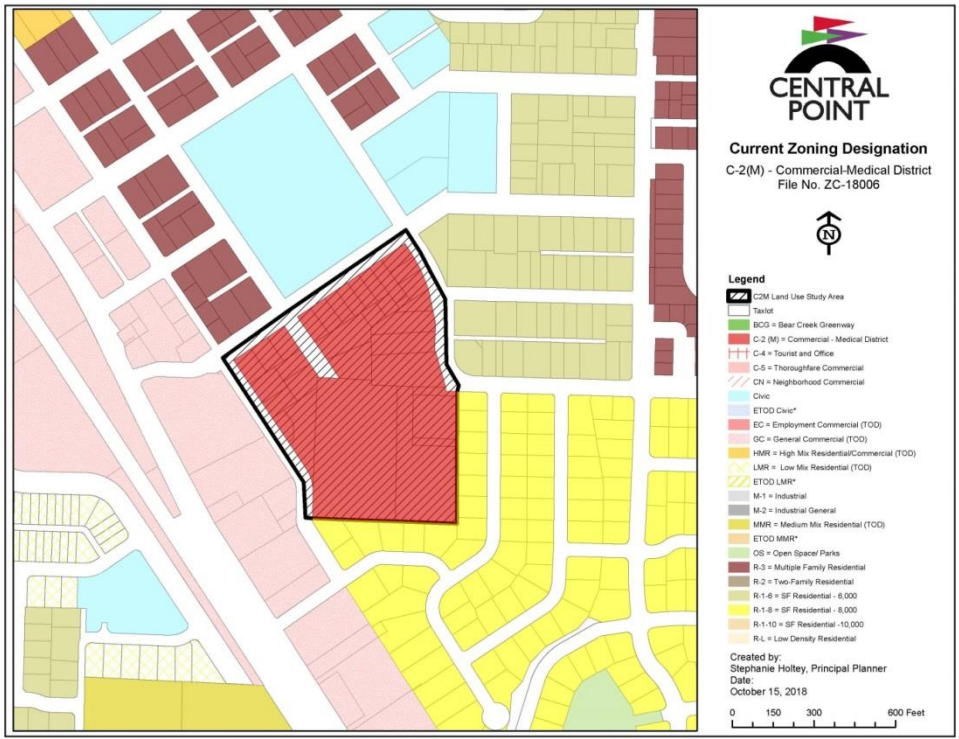 CENTRAL
POINT
Current Zoning Designation
C-2(M) - Commercial-Medical District
File No. ZC-18006
N
Legend
C2M Land Use Study Area
Taxlot
BCG = Bear Creek Greenway
C-2 (M) = Commercial - Medical District
C-4 = Tourist and Office
C-5 = Thoroughfare Commercial
CN = Neighborhood Commercial
Civic
ETOD Civic*
EC = Employment Commercial (TOD)
GC = General Commercial (TOD)
HMR = High Mix Residential/Commercial (TOD)
LMR = Low Mix Residential (TOD)
ETOD LMR*
M-1 = Industrial
M-2 = Industrial General
MMR = Medium Mix Residential (TOD)
ETOD MMR*
OS = Open Space/ Parks
R-3 = Multiple Family Residential
R-2 = Two-Family Residential
R-1-6 = SF Residential - 6,000
R-1-8 = SF Residential - 8,000
R-1-10 = SF Residential -10,000
R-L = Low Density Residential
Created by:
Stephanie Holtey, Principal Planner
Date:
October 15, 2018
0 150 300 600 Feet